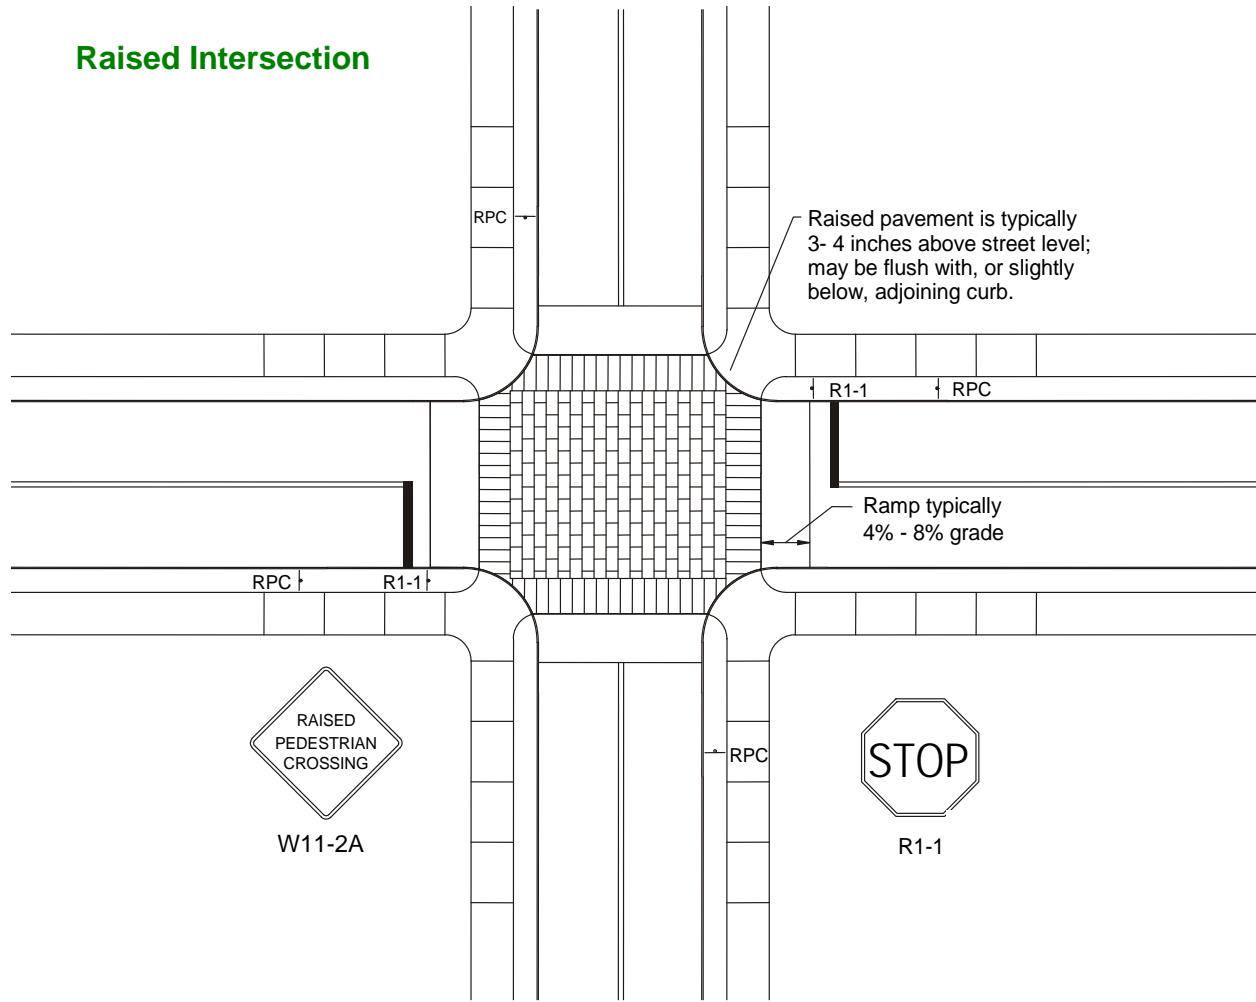 Raised Intersection
RPC
Raised pavement is typically
3- 4 inches above street level;
may be flush with, or slightly
below, adjoining curb.
R1-1
RPC
Ramp typically
4% - 8% grade
RPC
R1-1
RAISED
PEDESTRIAN
CROSSING
W11-2A
RPC
STOP
R1-1